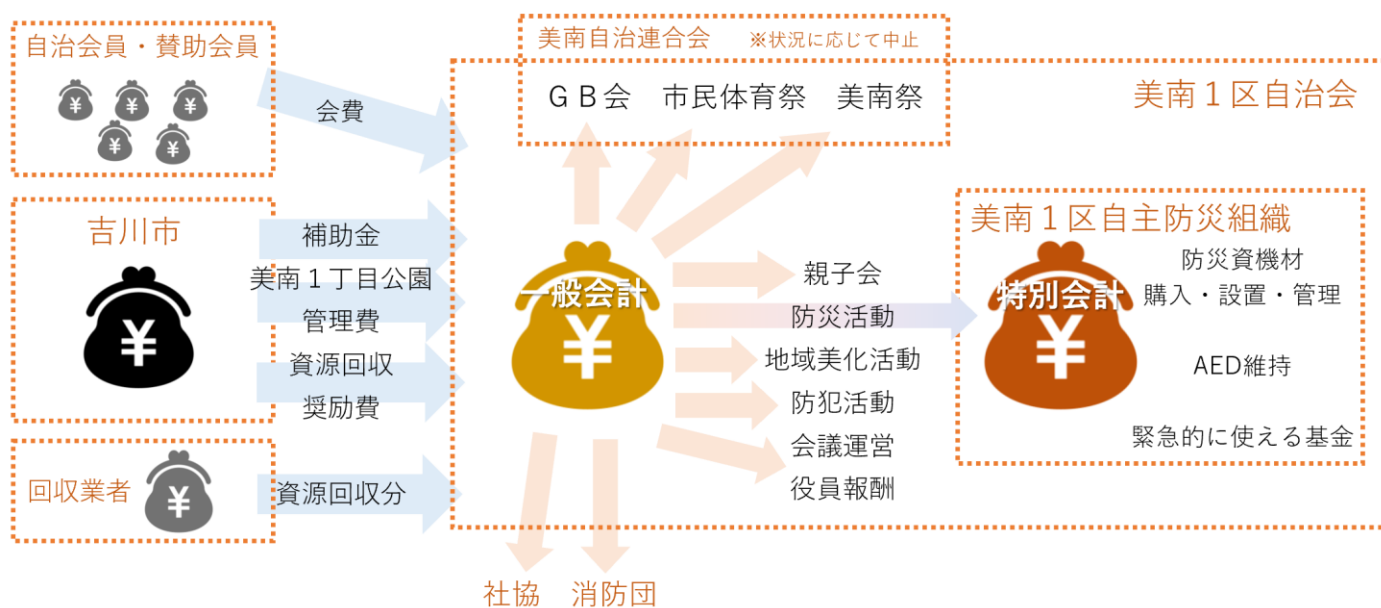 自治会員・賛助会員
¥
¥
¥
¥
¥
会費
美南自治連合会 ※状況に応じて中止
ＧＢ会 市民体育祭 美南祭
美南１区自治会
吉川市
¥
補助金
美南１丁目公園
管理費
資源回収
奨励費
回収業者
¥
資源回収分
一般会計
¥
親子会
防災活動
地域美化活動
防犯活動
会議運営
役員報酬
美南１区自主防災組織
特別会計
¥
防災資機材
購入・設置・管理
AED維持
緊急的に使える基金
社協 消防団